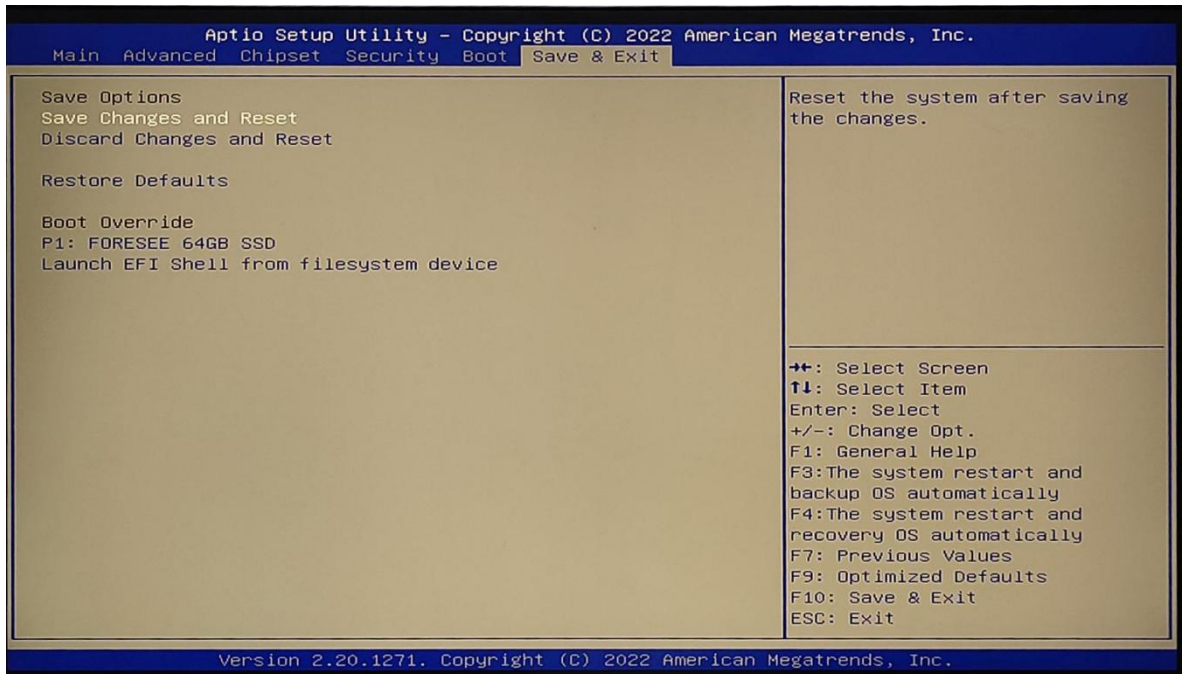 Aptio Setup Utility – Copyright (C) 2022 American Megatrends, Inc.
Main Advanced Chipset Security Boot Save & Exit
Save Options
Save Changes and Reset
Discard Changes and Reset
Restore Defaults
Boot Override
P1: FORESEE 64GB SSD
Launch EFI Shell from filesystem device
Reset the system after saving
the changes.
→←: Select Screen
↑↓: Select Item
Enter: Select
+/-: Change Opt.
F1: General Help
F3:The system restart and
backup OS automatically
F4:The system restart and
recovery OS automatically
F7: Previous Values
F9: Optimized Defaults
F10: Save & Exit
ESC: Exit
Version 2.20.1271. Copyright (C) 2022 American Megatrends, Inc.